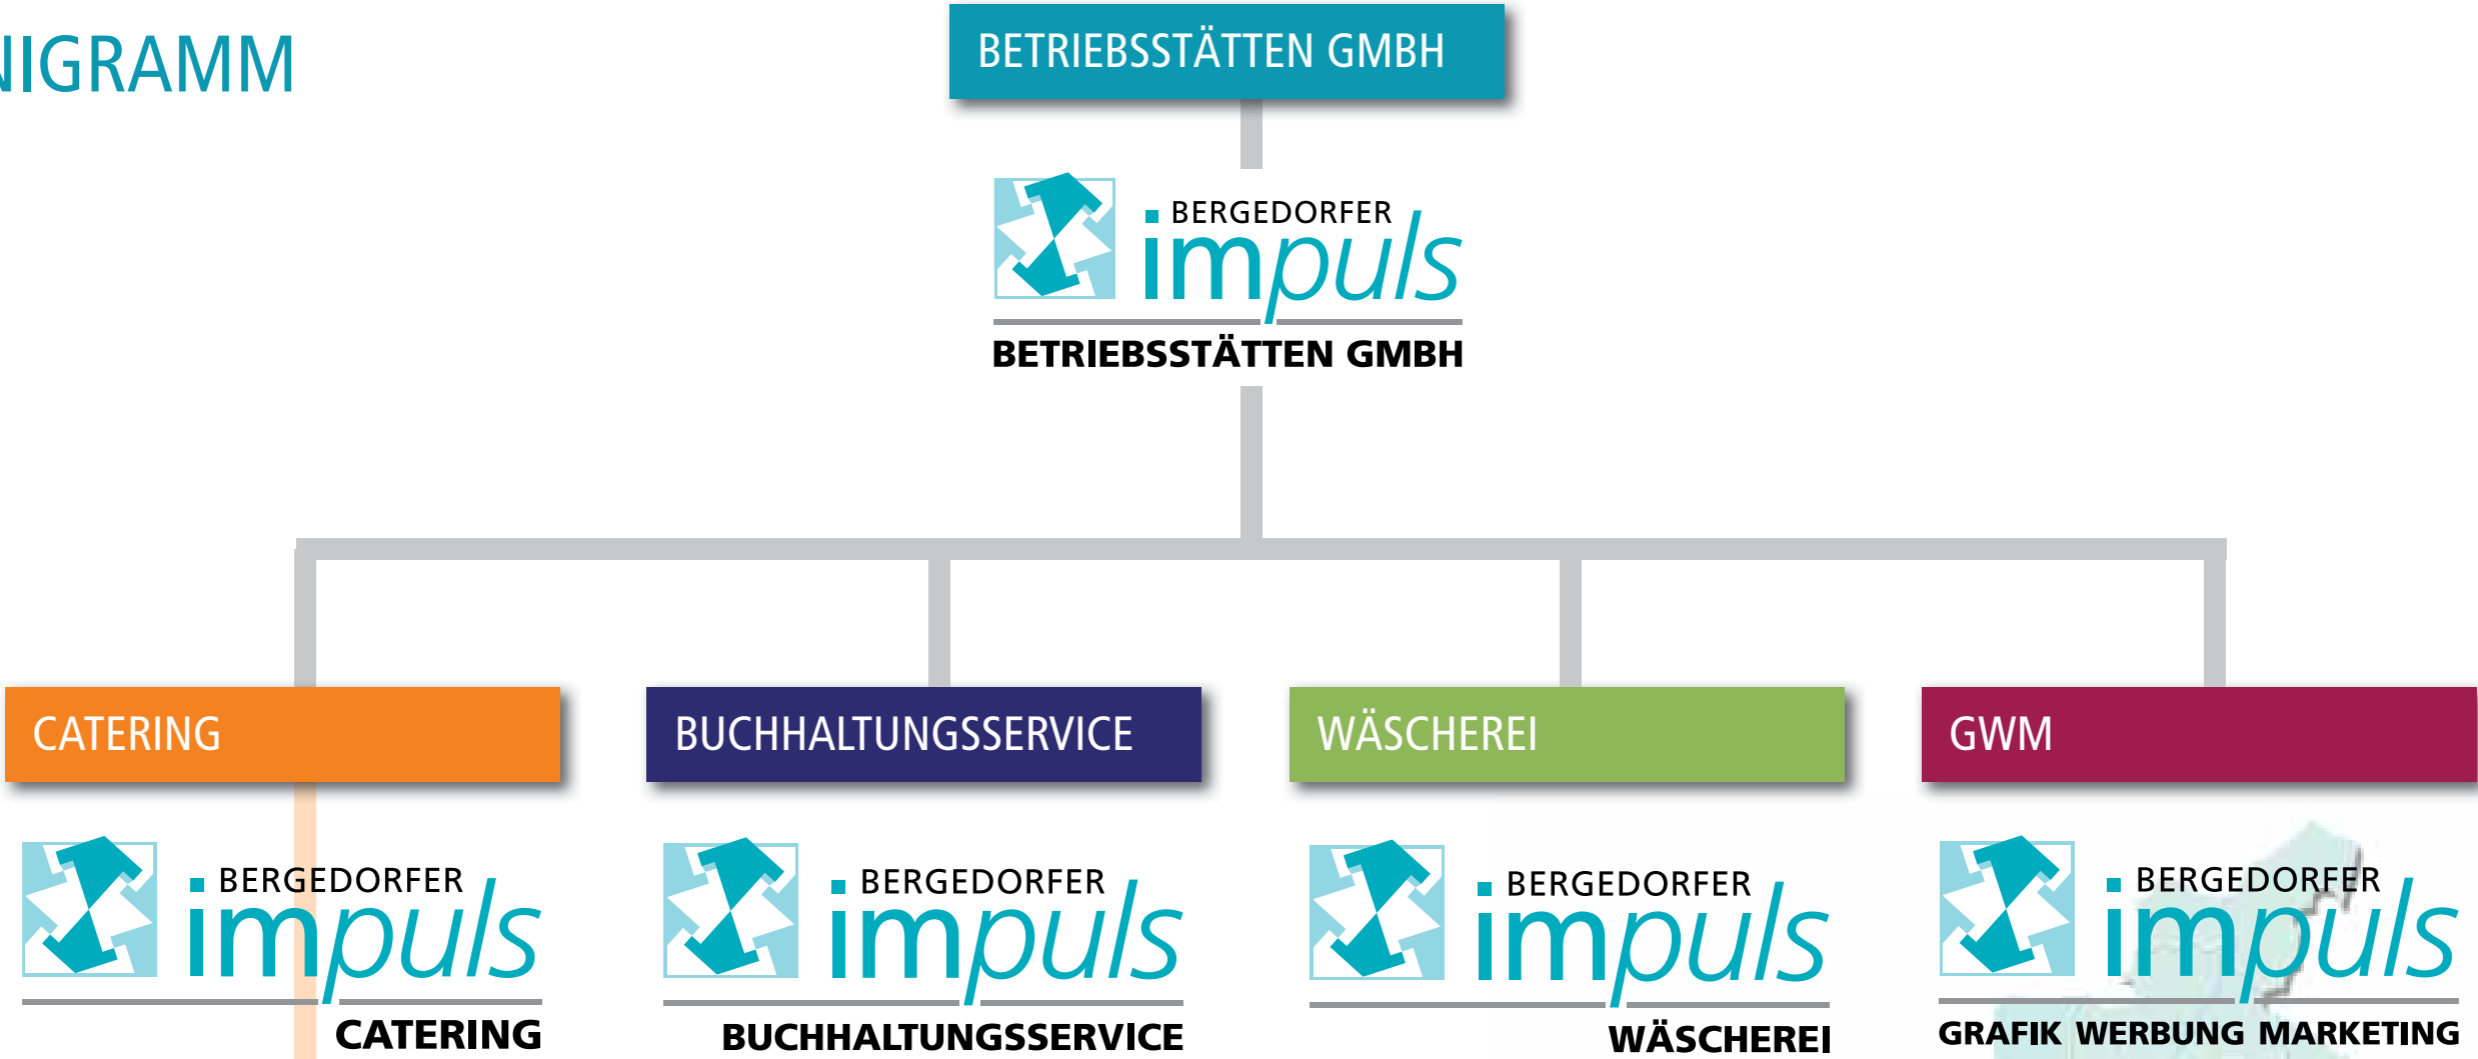 NIGRAMM
BETRIEBSSTÄTTEN GMBH
BERGEDORFER
impuls
BETRIEBSSTÄTTEN GMBH
CATERING
BUCHHALTUNGSSERVICE
WÄSCHEREI
GWM
BERGEDORFER
impuls
CATERING
BERGEDORFER
impuls
BUCHHALTUNGSSERVICE
BERGEDORFER
impuls
WÄSCHEREI
BERGEDORFER
impuls
GRAFIK WERBUNG MARKETING